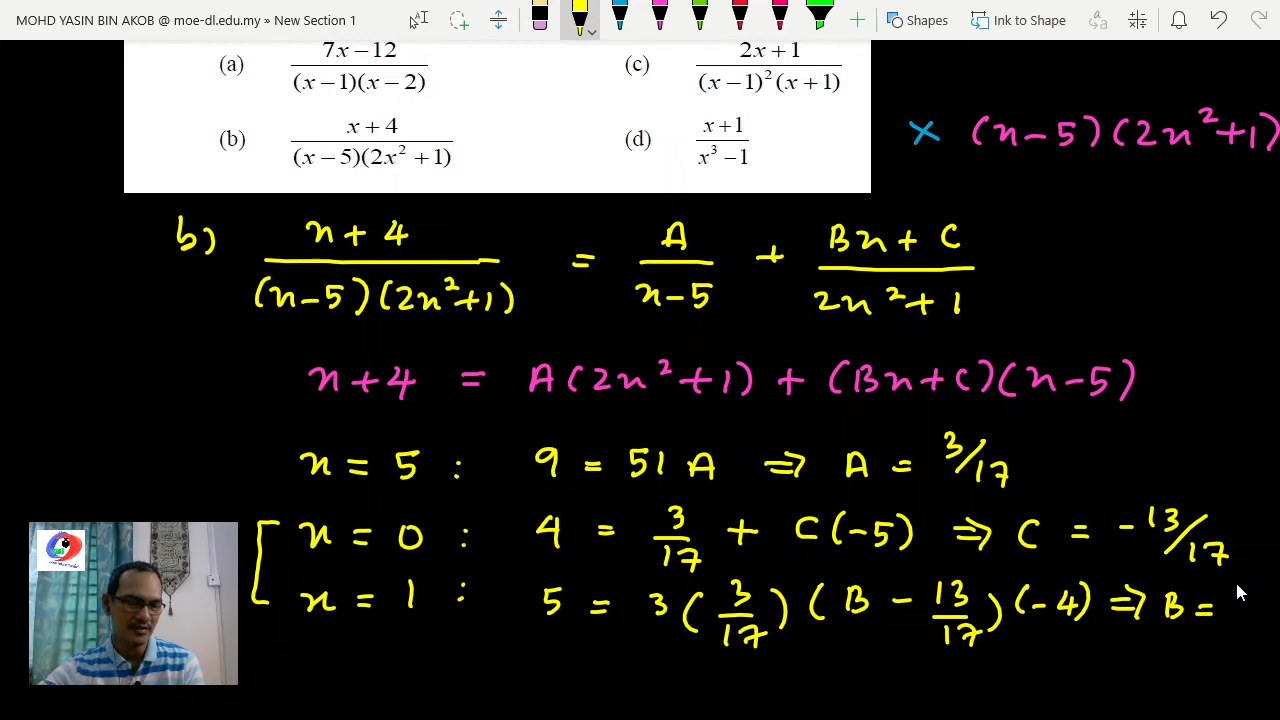 MOHD YASIN BIN AKOB @ moe-dl.edu.my » New Section 1
Shapes
Ink to Shape
(a) 7x − 12 / (x − 1)(x − 2)
(c) 2x + 1 / (x − 1)² (x + 1)
(b) x + 4 / (x − 5)(2x² + 1)
(d) x + 1 / x³ − 1
× (x − 5)(2x² + 1)
b) x + 4 / (x − 5)(2x² + 1) = A / x − 5 + Bx + C / 2x² + 1
x + 4 = A(2x² + 1) + (Bx + C)(x − 5)
x = 5 : 9 = 51 A ⇒ A = 3/17
x = 0 : 4 = 3/17 + C(−5) ⇒ C = −13/17
x = 1 : 5 = 3(3/17)(B − 13/17)(−4) ⇒ B =